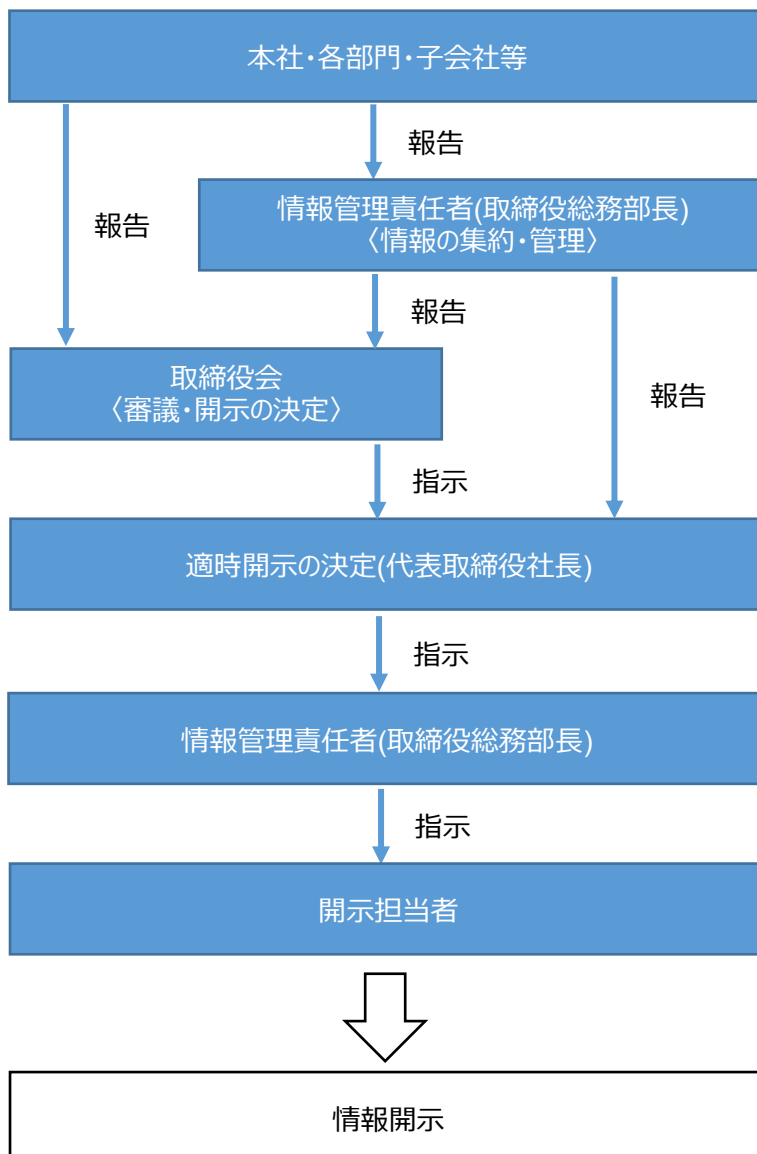 本社・各部門・子会社等
報告
報告
情報管理責任者(取締役総務部長)
〈情報の集約・管理〉
報告
取締役会
〈審議・開示の決定〉
報告
指示
適時開示の決定(代表取締役社長)
指示
情報管理責任者(取締役総務部長)
指示
開示担当者
情報開示